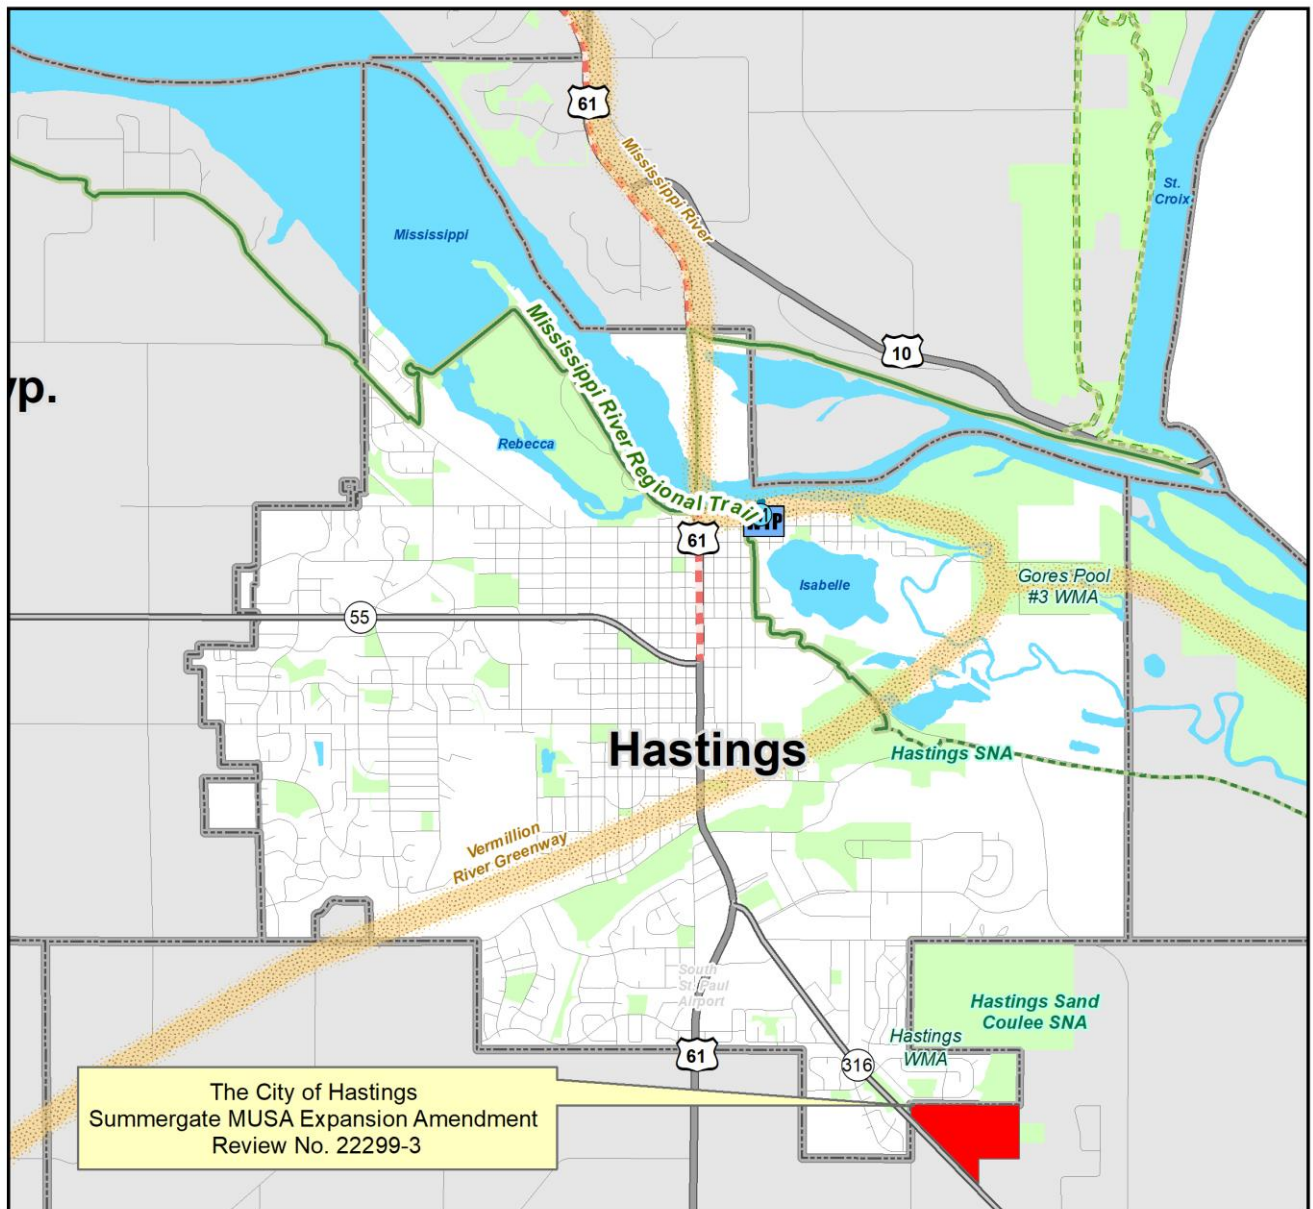 61
Mississippi River
St.
Croix
Mississippi
Mississippi River Regional Trail
10
yp.
Rebecca
61
Isabelle
Gores Pool
#3 WMA
55
Hastings
Hastings SNA
Vermillion
River Greenway
South
St. Paul
Airport
Hastings Sand
Coulee SNA
Hastings
WMA
61
316
The City of Hastings
Summergate MUSA Expansion Amendment
Review No. 22299-3